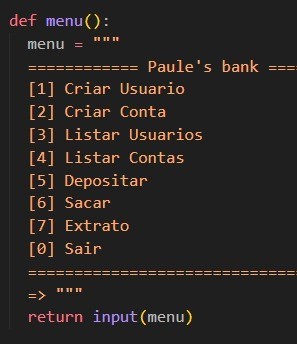 def menu():
menu = """
============ Paule's bank ====
[1] Criar Usuario
[2] Criar Conta
[3] Listar Usuarios
[4] Listar Contas
[5] Depositar
[6] Sacar
[7] Extrato
[0] Sair
=============================
=> """
return input(menu)